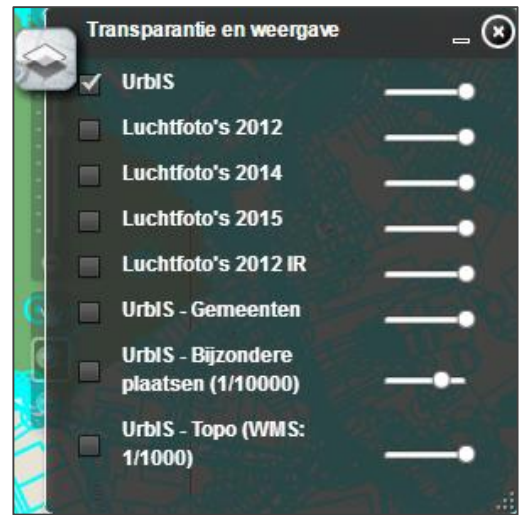 Transparantie en weergave
UrbIS
Luchtfoto's 2012
Luchtfoto's 2014
Luchtfoto's 2015
Luchtfoto's 2012 IR
UrbIS - Gemeenten
UrbIS - Bijzondere
plaatsen (1/10000)
UrbIS - Topo (WMS:
1/1000)